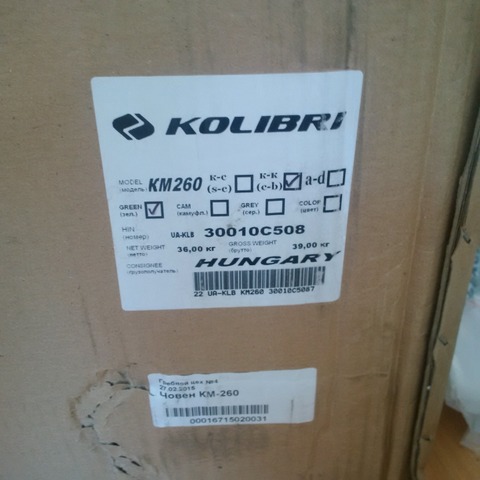 KOLIBRI
MODEL (модель) KM260 к-с (s-c) к-к (c-b) a-d
GREEN (зел.) CAM (камуфл.) GREY (сер.) COLOR (цвет)
HIN (номер) UA-KLB 30010C508
NET WEIGHT (нетто) 36,00 кг GROSS WEIGHT (брутто) 39,00 кг
CONSIGNEE (грузополучатель) HUNGARY
22 UA-KLB KM260 30010C5087
27.03.2015
Човен KM-260
00016715020031